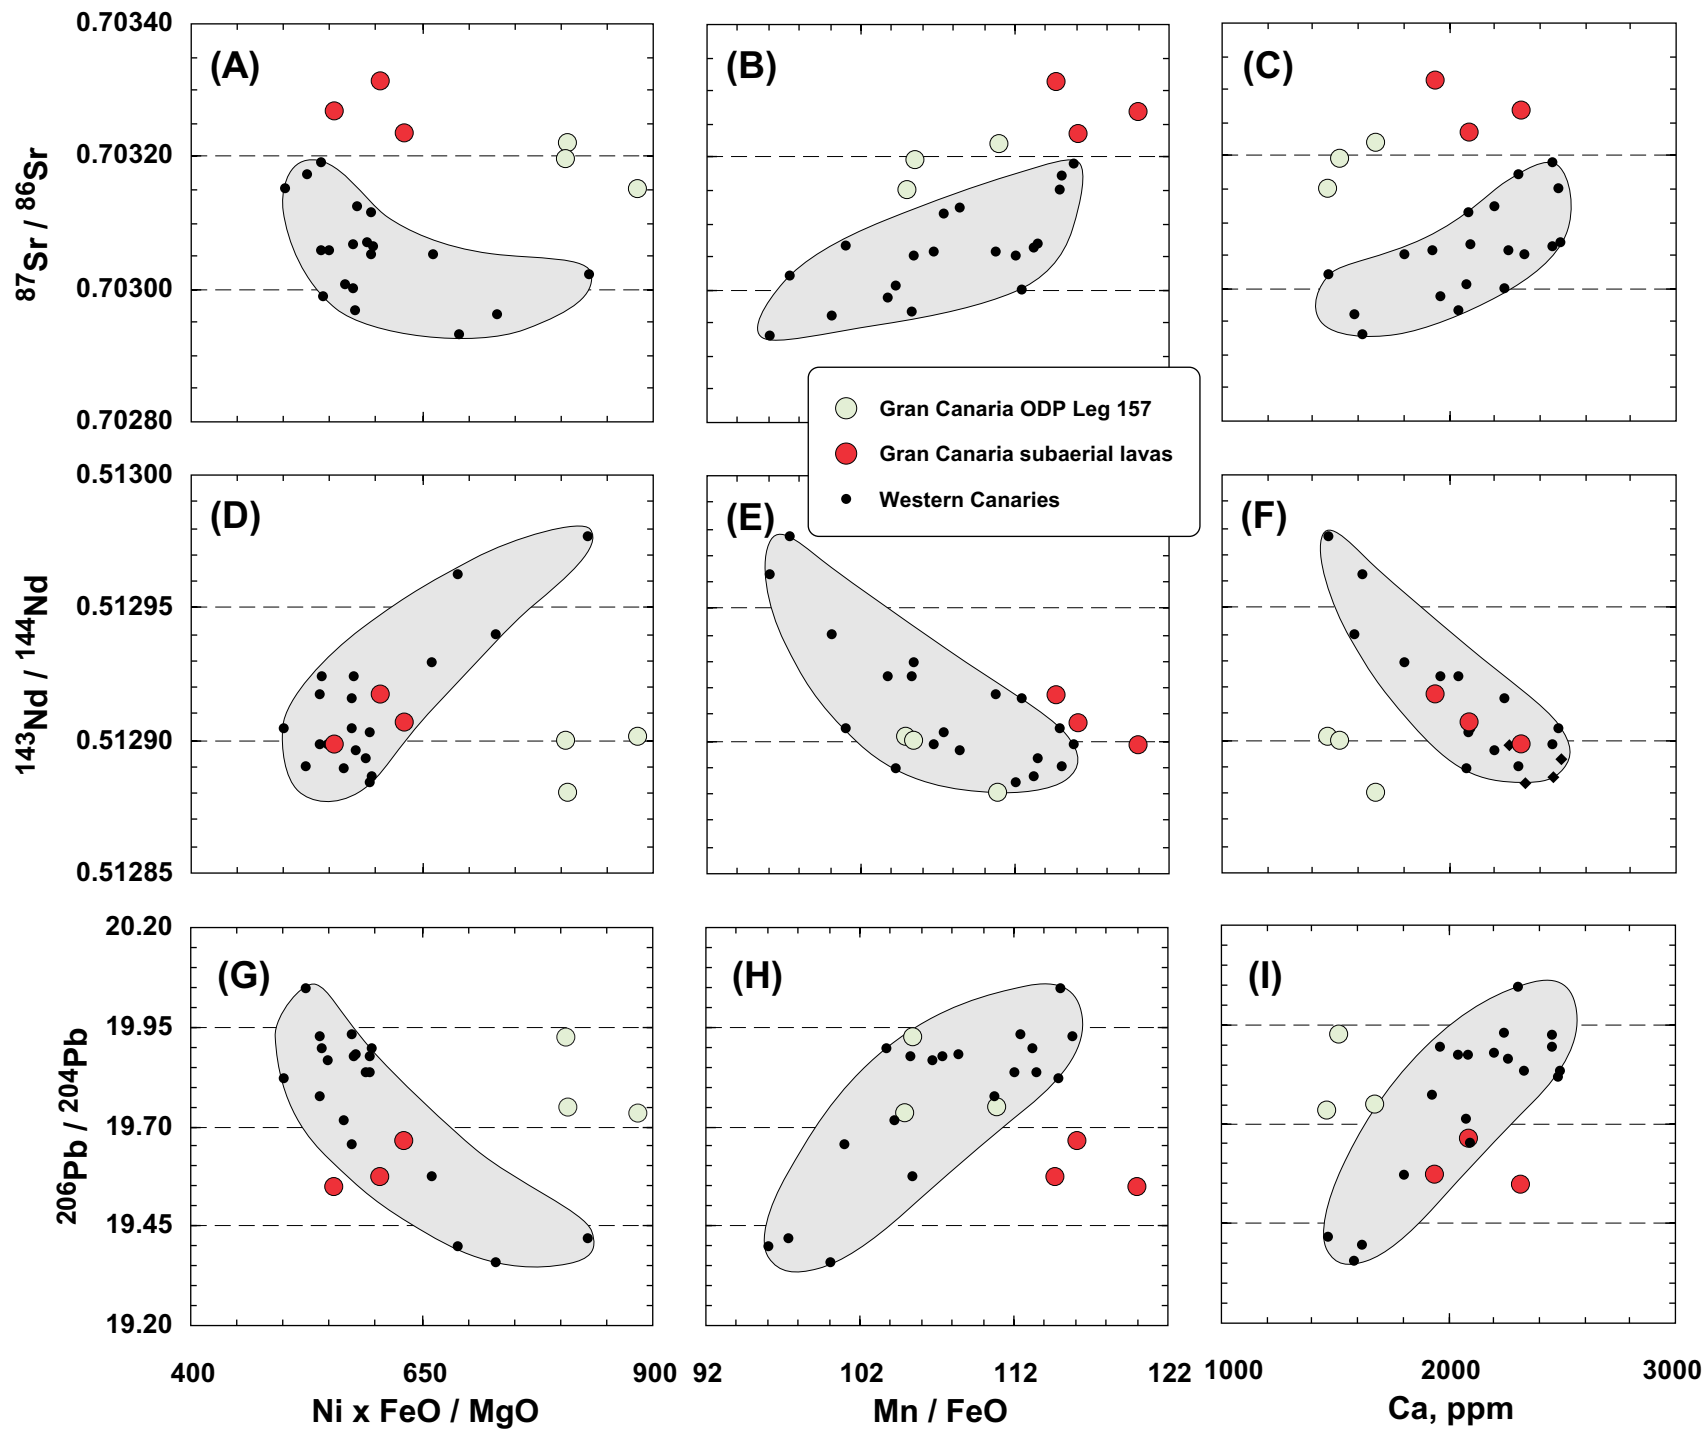 0.70340
0.70320
0.70300
0.70280
87Sr / 86Sr
(A)
(B)
(C)
Gran Canaria ODP Leg 157
Gran Canaria subaerial lavas
Western Canaries
0.51300
0.51295
0.51290
0.51285
143Nd / 144Nd
(D)
(E)
(F)
20.20
19.95
19.70
19.45
19.20
206Pb / 204Pb
(G)
(H)
(I)
400 650 900 92 102 112 122 1000 2000 3000
Ni x FeO / MgO
Mn / FeO
Ca, ppm